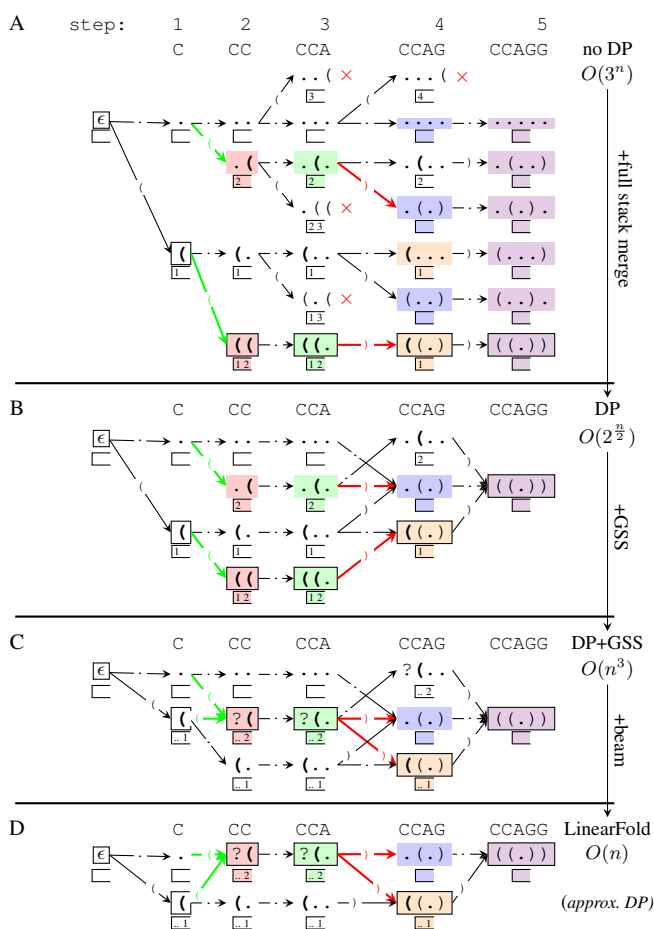 A step: 1 2 3 4 5
C CC CCA CCAG CCAGG no DP
..( × ...( × O(3^n)
3 4
ϵ . .. ... .... .....
.( .(. .(.. ) .(..)
2 2 2
.(( × .(.) .(.).
2 3
( (. (.. (... (....
1 1 1 1
(.( × (..) (..).
1 3
(( ((. ((.) ((.))
1 2 1 2 1
+full stack merge
B C CC CCA CCAG CCAGG DP
ϵ . .. ... .(.. O(2^{n/2})
2
.( .(. .(.) ((.))
2 2
( (. (.. ((.)
1 1 1 1
(( ((.
1 2 1 2
+GSS
C C CC CCA CCAG CCAGG DP+GSS
ϵ . .. ... ?(.. O(n^3)
.. 2
( ?( ?(. .(.) ((.))
.. 1 .. 2 .. 2
(. (.. ((.)
.. 1 .. 1 .. 1
+beam
D C CC CCA CCAG CCAGG LinearFold
ϵ . ?( ?(. .(.) ((.)) O(n)
.. 2 .. 2
( (. (.. ) ((.) (approx. DP)
.. 1 .. 1 .. 1 .. 1